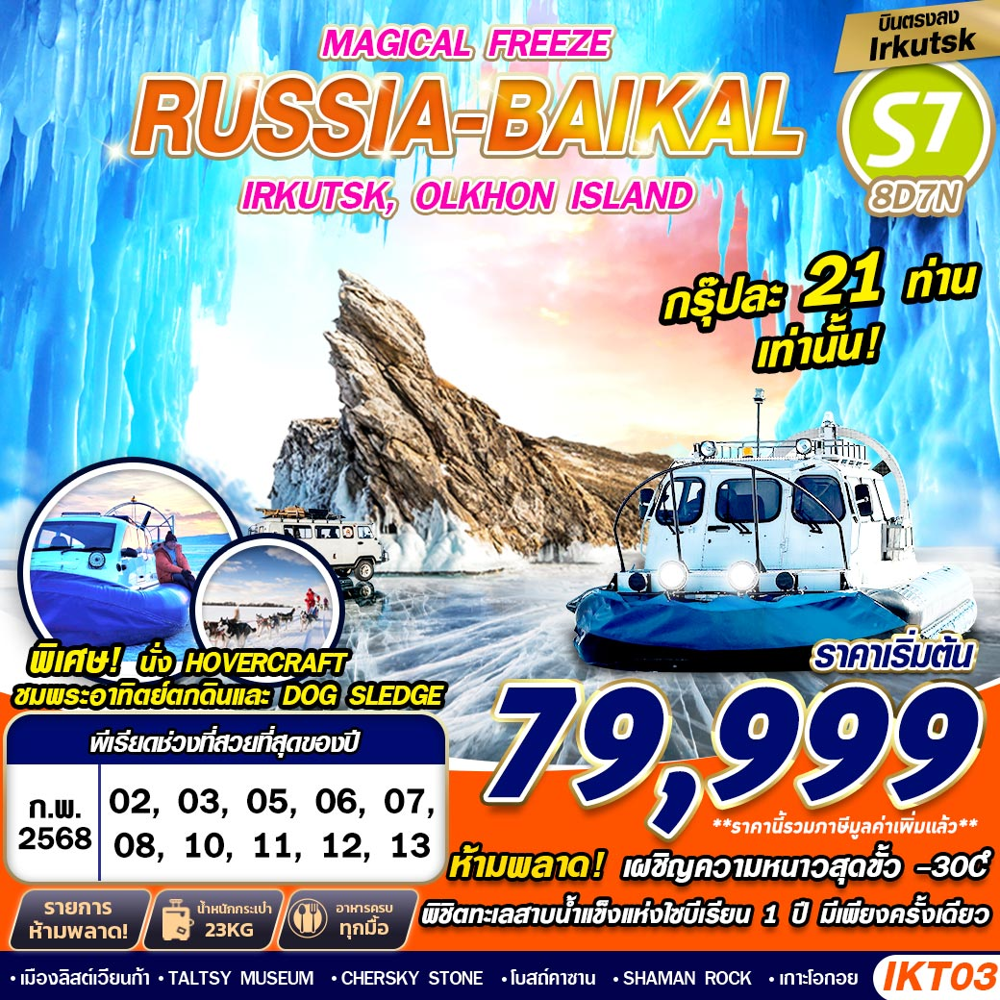 MAGICAL FREEZE
RUSSIA-BAIKAL
IRKUTSK, OLKHON ISLAND
บินตรงลง
Irkutsk
S7
8D7N
กรุ๊ปละ 21 ท่าน
เท่านั้น!
พิเศษ! นั่ง HOVERCRAFT
ชมพระอาทิตย์ตกดินและ DOG SLEDGE
ราคาเริ่มต้น
79,999
**ราคานี้รวมภาษีมูลค่าเพิ่มแล้ว**
พีเรียดช่วงที่สวยที่สุดของปี
ก.พ.
2568
02, 03, 05, 06, 07,
08, 10, 11, 12, 13
ห้ามพลาด! เผชิญความหนาวสุดขั้ว -30C ํ
พิชิตทะเลสาบน้ำแข็งแห่งไซบีเรียน 1 ปี มีเพียงครั้งเดียว
รายการ
ห้ามพลาด!
น้ำหนักกระเป๋า
23KG
อาหารครบ
ทุกมื้อ
•เมืองลิสต์เวียนก้า •TALTSY MUSEUM •CHERSKY STONE •โบสถ์คาซาน •SHAMAN ROCK •เกาะโอกอย
IKT03